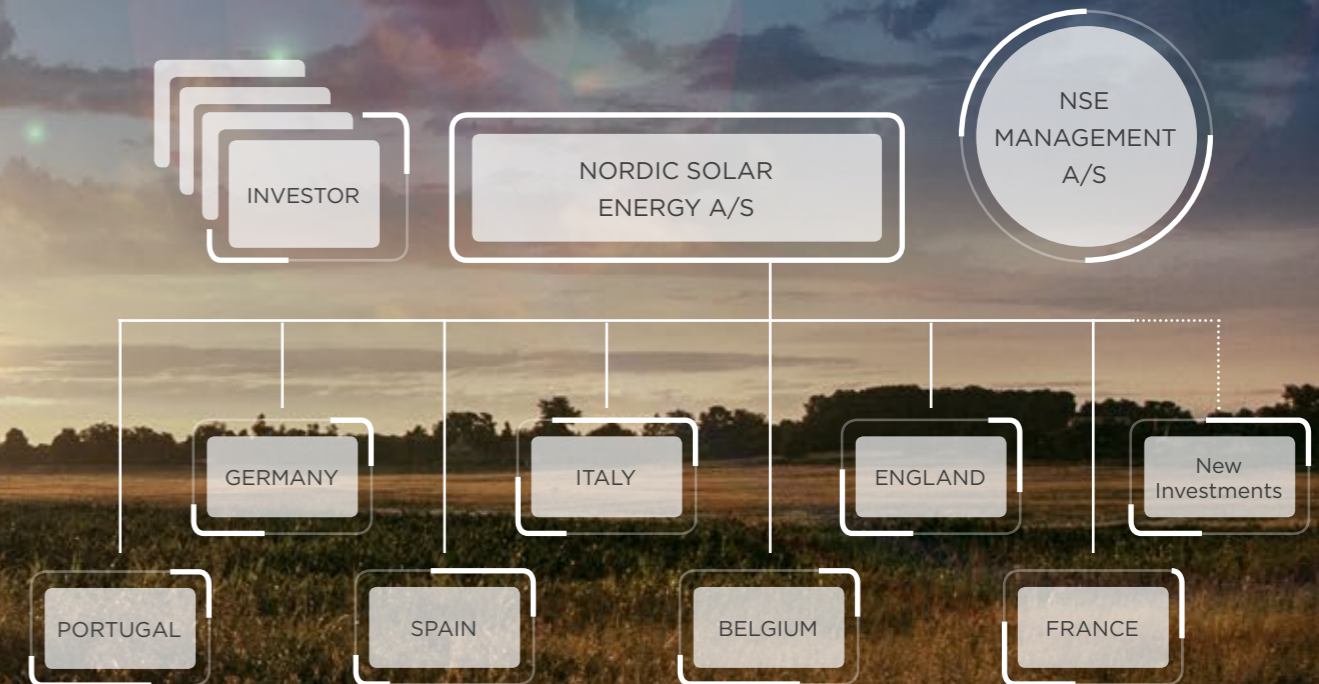 INVESTOR
NORDIC SOLAR
ENERGY A/S
NSE
MANAGEMENT
A/S
GERMANY
ITALY
ENGLAND
New
Investments
PORTUGAL
SPAIN
BELGIUM
FRANCE